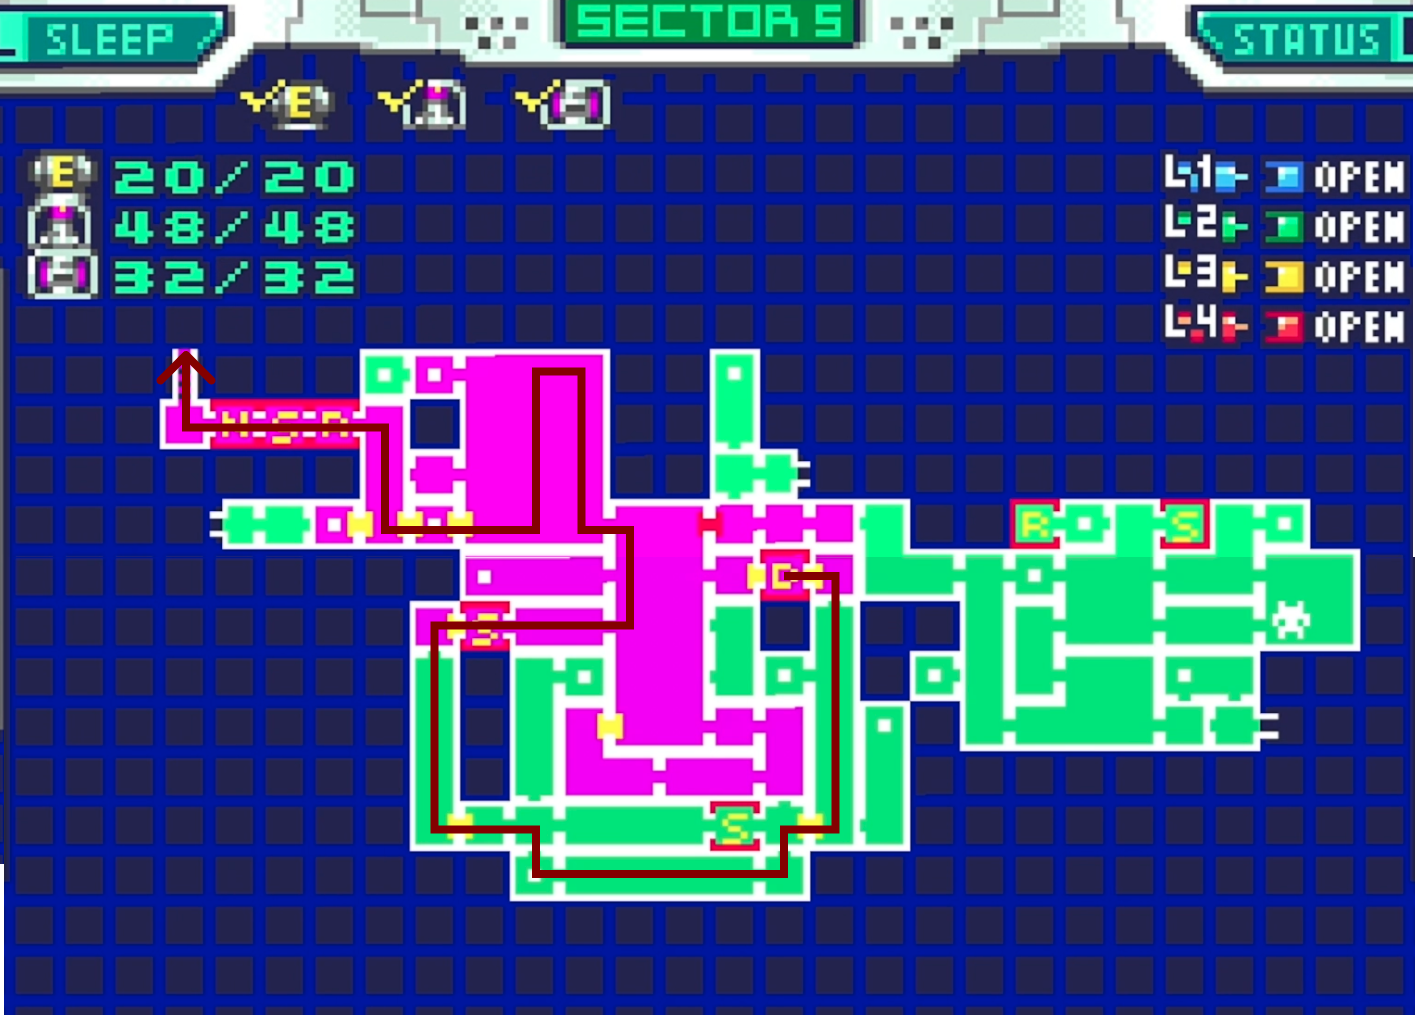 SLEEP
SECTOR 5
STATUS
E
E 20/20
48/48
32/32
L-1 OPEN
L-2 OPEN
L-3 OPEN
L-4 OPEN
N-S-R
R
S
S
S